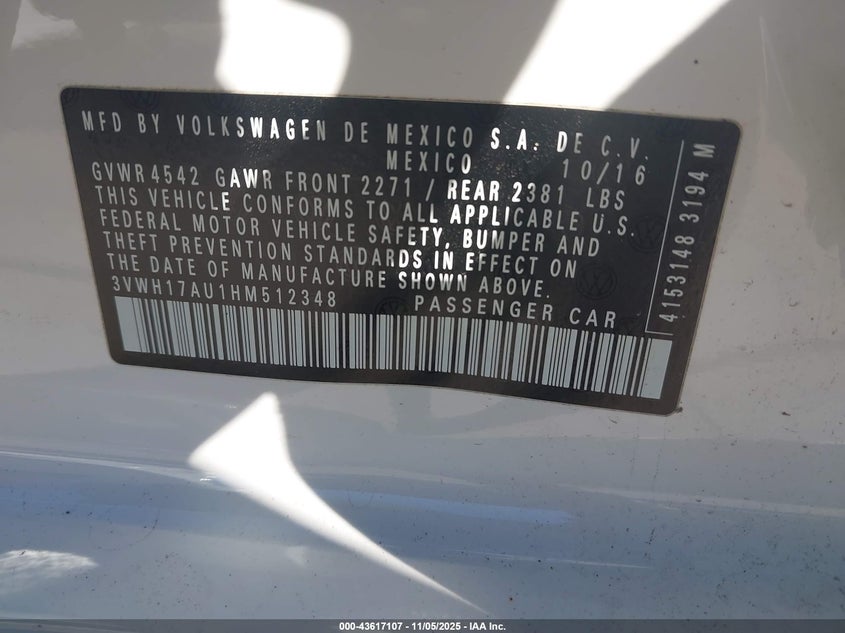 MFD BY VOLKSWAGEN DE MEXICO S.A. DE C.V.
MEXICO 10/16
GVWR 4542 GAWR FRONT 2271 / REAR 2381 LBS
THIS VEHICLE CONFORMS TO ALL APPLICABLE U.S.
FEDERAL MOTOR VEHICLE SAFETY, BUMPER AND
THEFT PREVENTION STANDARDS IN EFFECT ON
THE DATE OF MANUFACTURE SHOWN ABOVE.
3VWH17AU1HM512348 PASSENGER CAR
4153148 3194 M
000-43617107 - 11/05/2025 - IAA Inc.